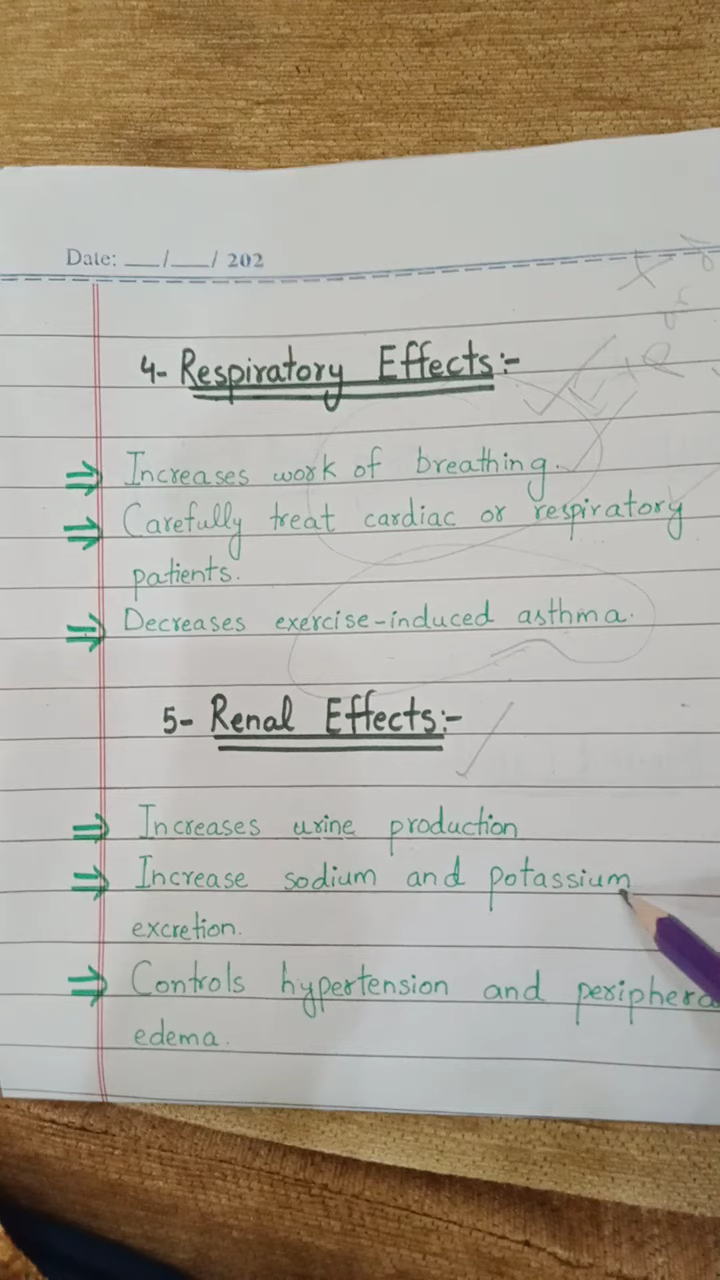 Date: __/__/ 202
4- Respiratory Effects:-
⇒ Increases work of breathing.
⇒ Carefully treat cardiac or respiratory
patients.
⇒ Decreases exercise-induced asthma.
5- Renal Effects:-
⇒ Increases urine production
⇒ Increase sodium and potassium
excretion.
⇒ Controls hypertension and periphera
edema.